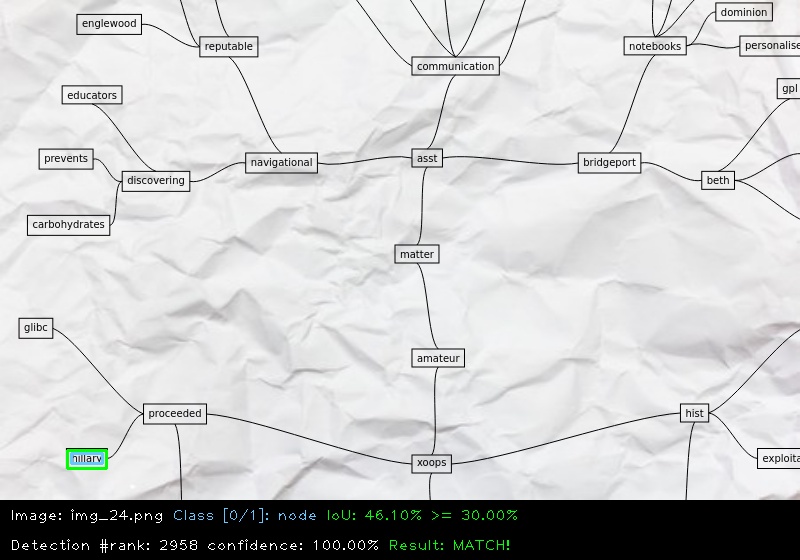 dominion
englewood
reputable
notebooks
personalise
communication
gpl
educators
prevents
navigational
asst
bridgeport
discovering
beth
carbohydrates
matter
glibc
amateur
proceeded
hist
hillary
xoops
exploita
Image: img_24.png Class [0/1]: node IoU: 46.10% >= 30.00%
Detection #rank: 2958 confidence: 100.00% Result: MATCH!